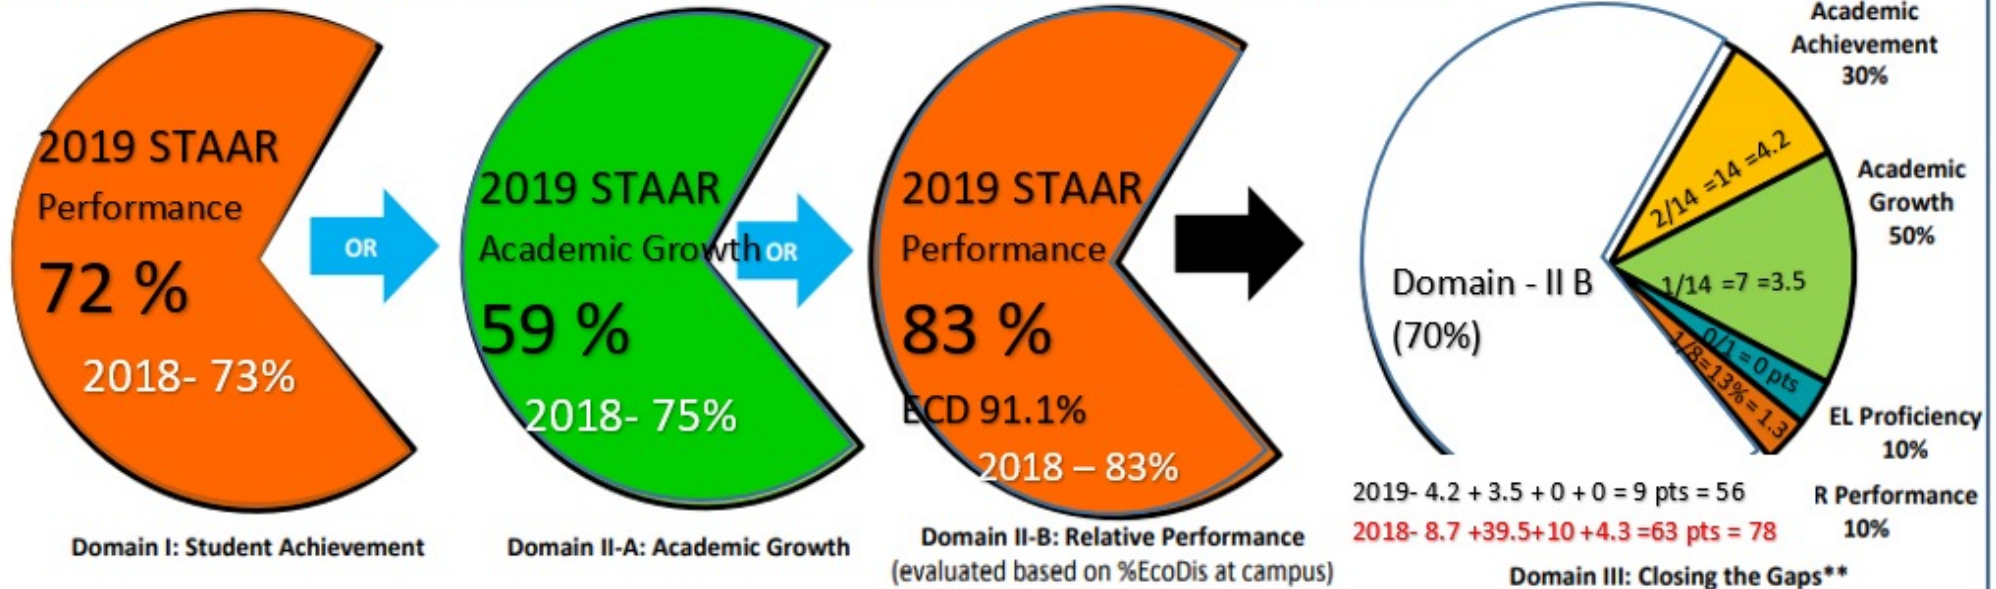 2019 STAAR
Performance
72 %
2018- 73%
Domain I: Student Achievement
OR
2019 STAAR
Academic Growth
59 %
2018- 75%
Domain II-A: Academic Growth
OR
2019 STAAR
Performance
83 %
ECD 91.1%
2018 – 83%
Domain II-B: Relative Performance
(evaluated based on %EcoDis at campus)
Domain - II B
(70%)
Academic
Achievement
30%
2/14 =14 =4.2
Academic
Growth
50%
1/14 =7 =3.5
0/1 = 0 pts
1/8=13% = 1.3
EL Proficiency
10%
R Performance
10%
2019- 4.2 + 3.5 + 0 + 0 = 9 pts = 56
2018- 8.7 +39.5+10 +4.3 =63 pts = 78
Domain III: Closing the Gaps**